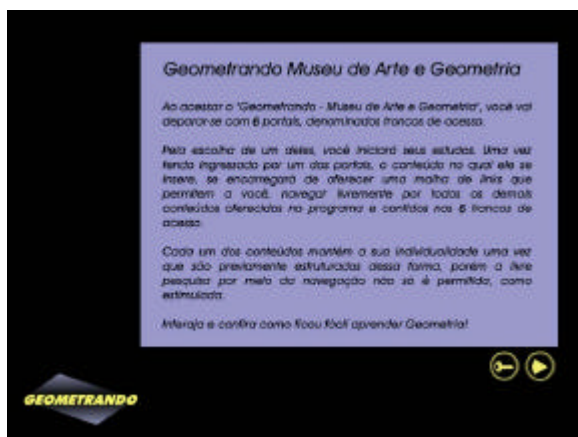 Geometrando Museu de Arte e Geometria
Ao acessar o "Geometrando - Museu de Arte e Geometria", você vai
deparar-se com 6 portais, denominados troncos de acesso.
Pela escolha de um deles, você iniciará seus estudos. Uma vez
tendo ingressado por um dos portais, o conteúdo no qual ele se
insere, se encarregará de oferecer uma malha de links que
permitem a você, navegar livremente por todos os demais
conteúdos oferecidos no programa e contidos nos 6 troncos de
acesso.
Cada um dos conteúdos mantém a sua individualidade uma vez
que são previamente estruturados dessa forma, porém a livre
pesquisa por meio da navegação não só é permitida, como
estimulada.
Interaja e confira como ficou fácil aprender Geometria!
GEOMETRANDO